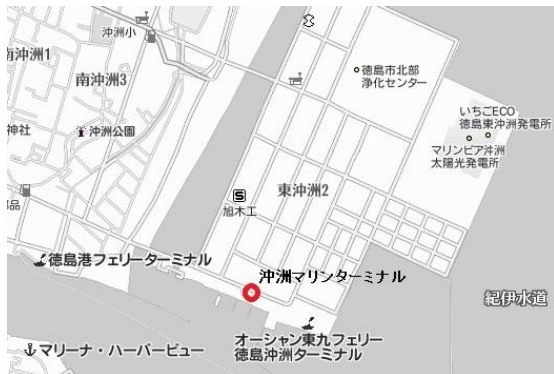 沖洲小
南沖洲1
南沖洲3
神社
沖洲公園
部品
徳島市北部
浄化センター
いちごECO
徳島東沖洲発電所
マリンピア沖洲
太陽光発電所
S
旭木工
東沖洲2
徳島港フェリーターミナル
沖洲マリンターミナル
紀伊水道
オーシャン東九フェリー
徳島沖洲ターミナル
マリーナ・ハーバービュー